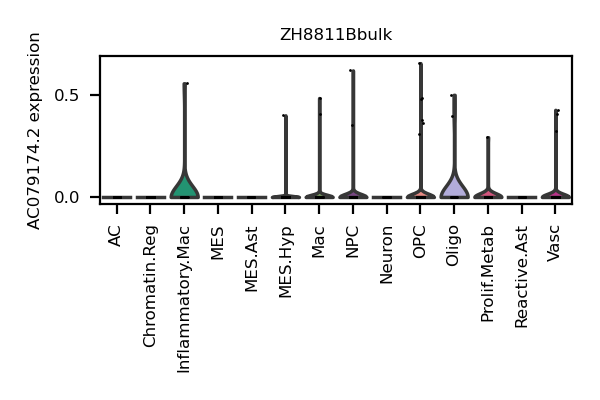 ZH8811Bbulk
AC079174.2 expression
0.5
0.0
AC
Chromatin.Reg
Inflammatory.Mac
MES
MES.Ast
MES.Hyp
Mac
NPC
Neuron
OPC
Oligo
Prolif.Metab
Reactive.Ast
Vasc